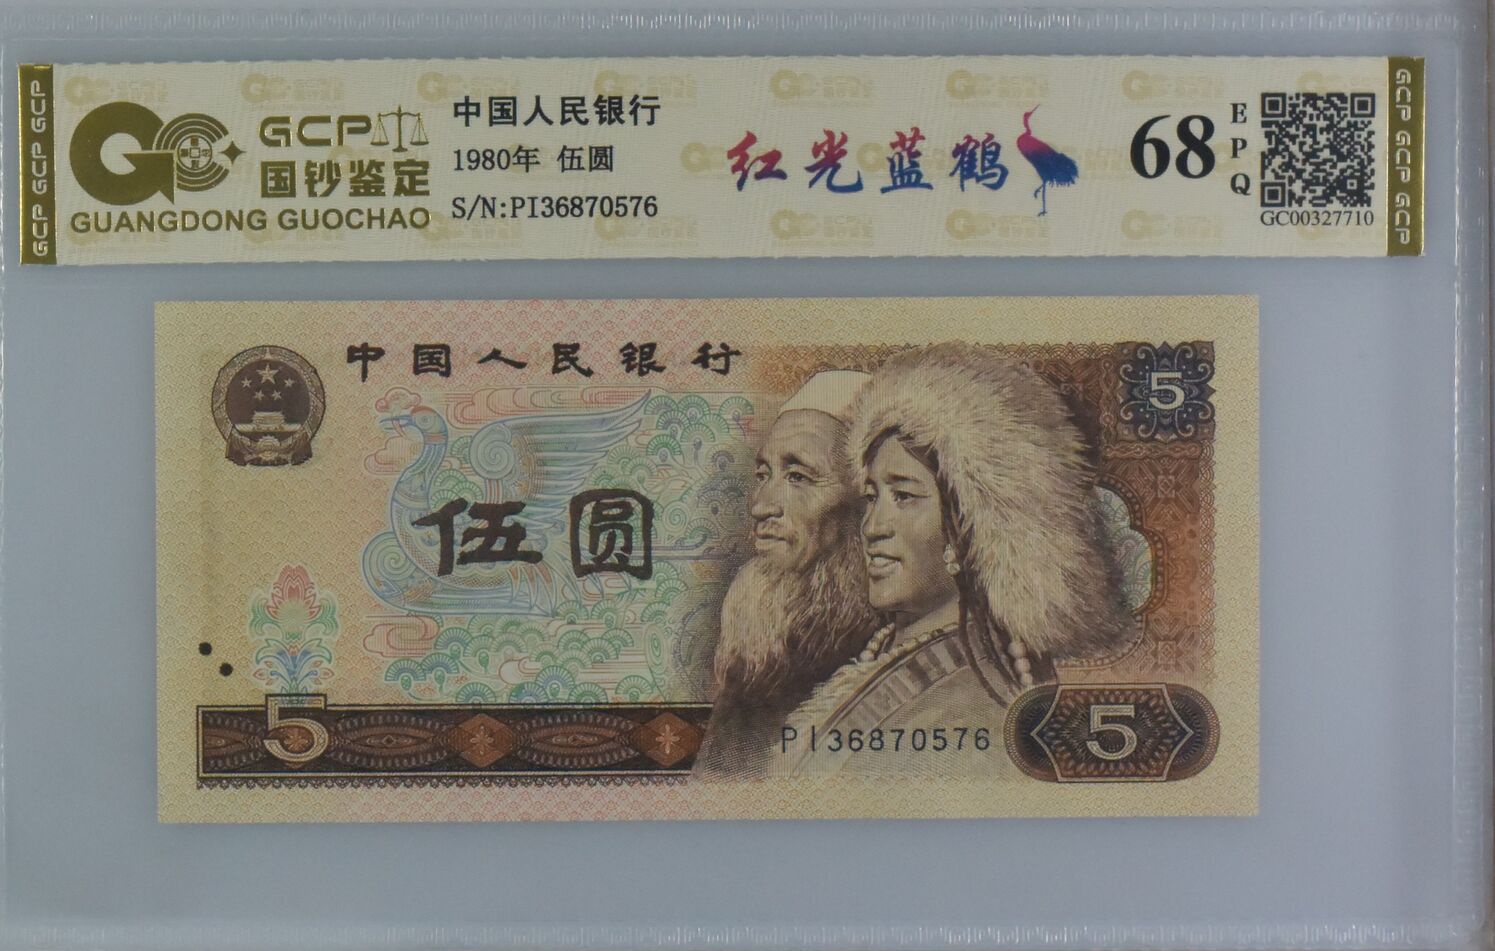 GCP GCP GCP
GCP
国钞鉴定
GUANGDONG GUOCHAO
中国人民银行
1980年 伍圆
S/N:PI36870576
红光蓝鹤
68
EPQ
GC00327710
GCP GCP GCP
中国人民银行
5
伍圆
5
PI36870576
5